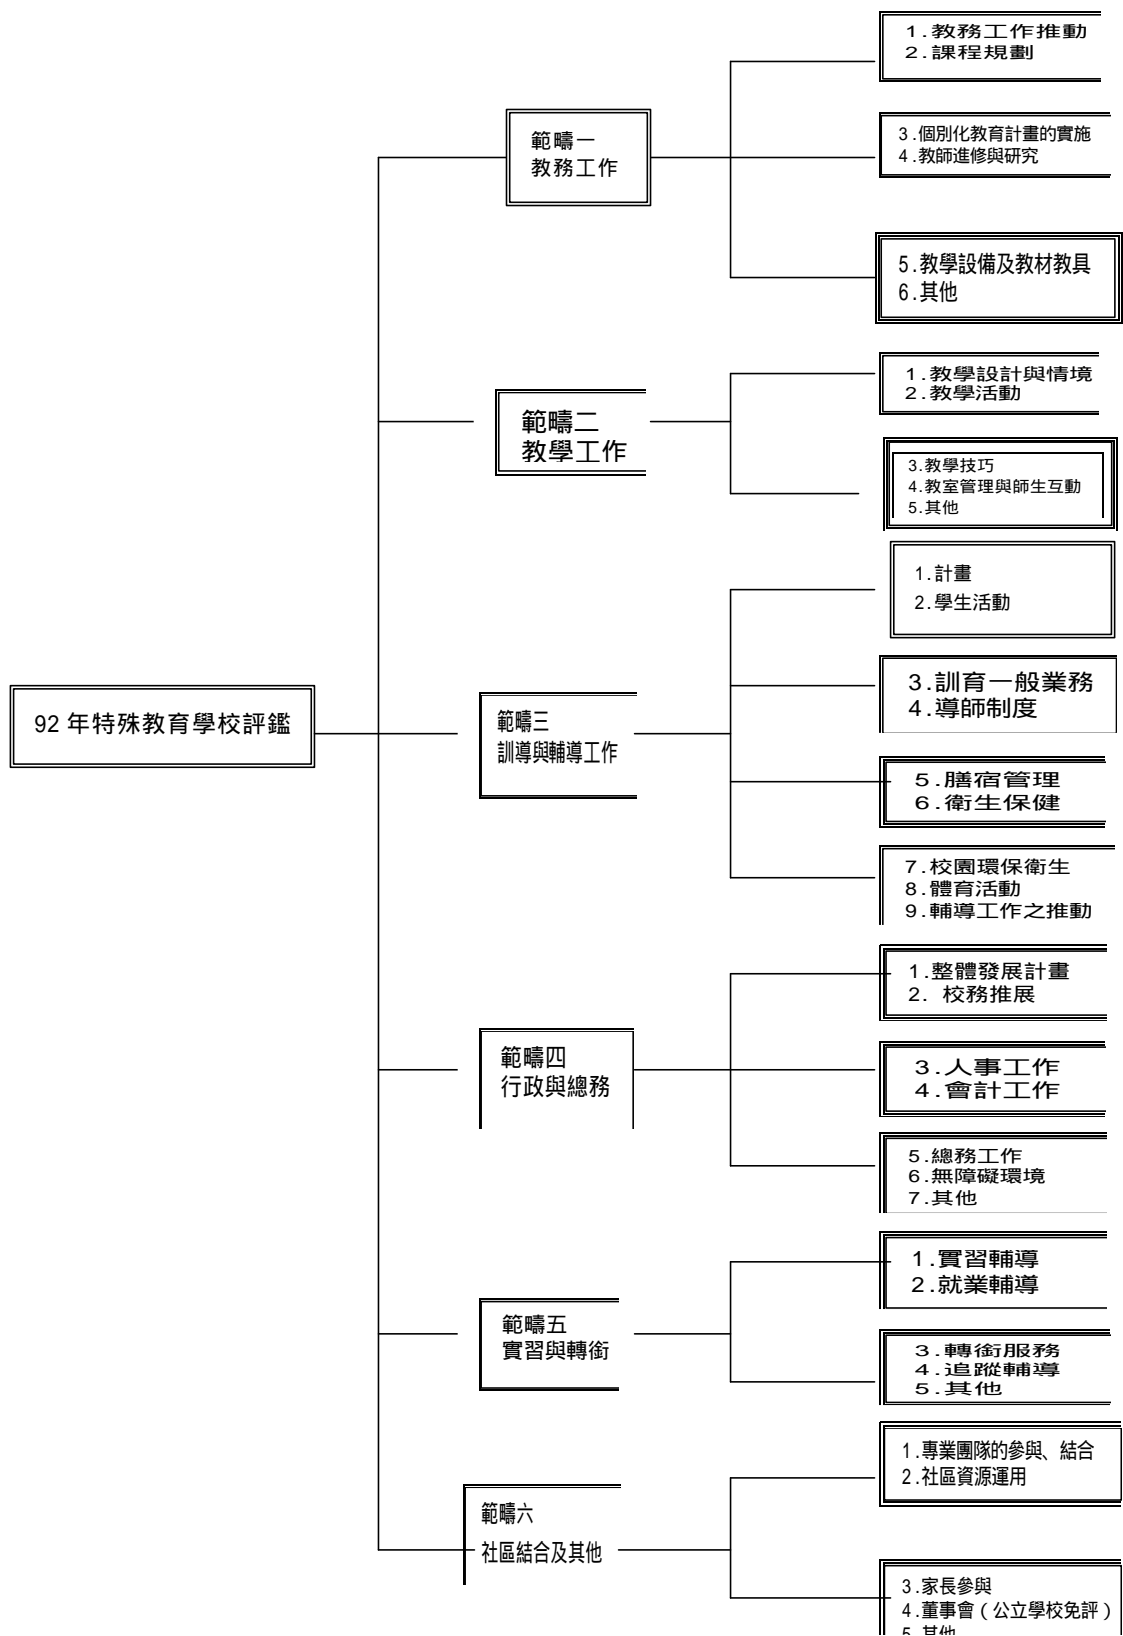 92 年特殊教育學校評鑑
範疇一
教務工作
1.教務工作推動
2.課程規劃
3.個別化教育計畫的實施
4.教師進修與研究
5.教學設備及教材教具
6.其他
範疇二
教學工作
1.教學設計與情境
2.教學活動
3.教學技巧
4.教室管理與師生互動
5.其他
範疇三
訓導與輔導工作
1.計畫
2.學生活動
3.訓育一般業務
4.導師制度
5.膳宿管理
6.衛生保健
7.校園環保衛生
8.體育活動
9.輔導工作之推動
範疇四
行政與總務
1.整體發展計畫
2. 校務推展
3.人事工作
4.會計工作
5.總務工作
6.無障礙環境
7.其他
範疇五
實習與轉銜
1.實習輔導
2.就業輔導
3.轉銜服務
4.追蹤輔導
5.其他
範疇六
社區結合及其他
1.專業團隊的參與、結合
2.社區資源運用
3.家長參與
4.董事會（公立學校免評）
5.其他